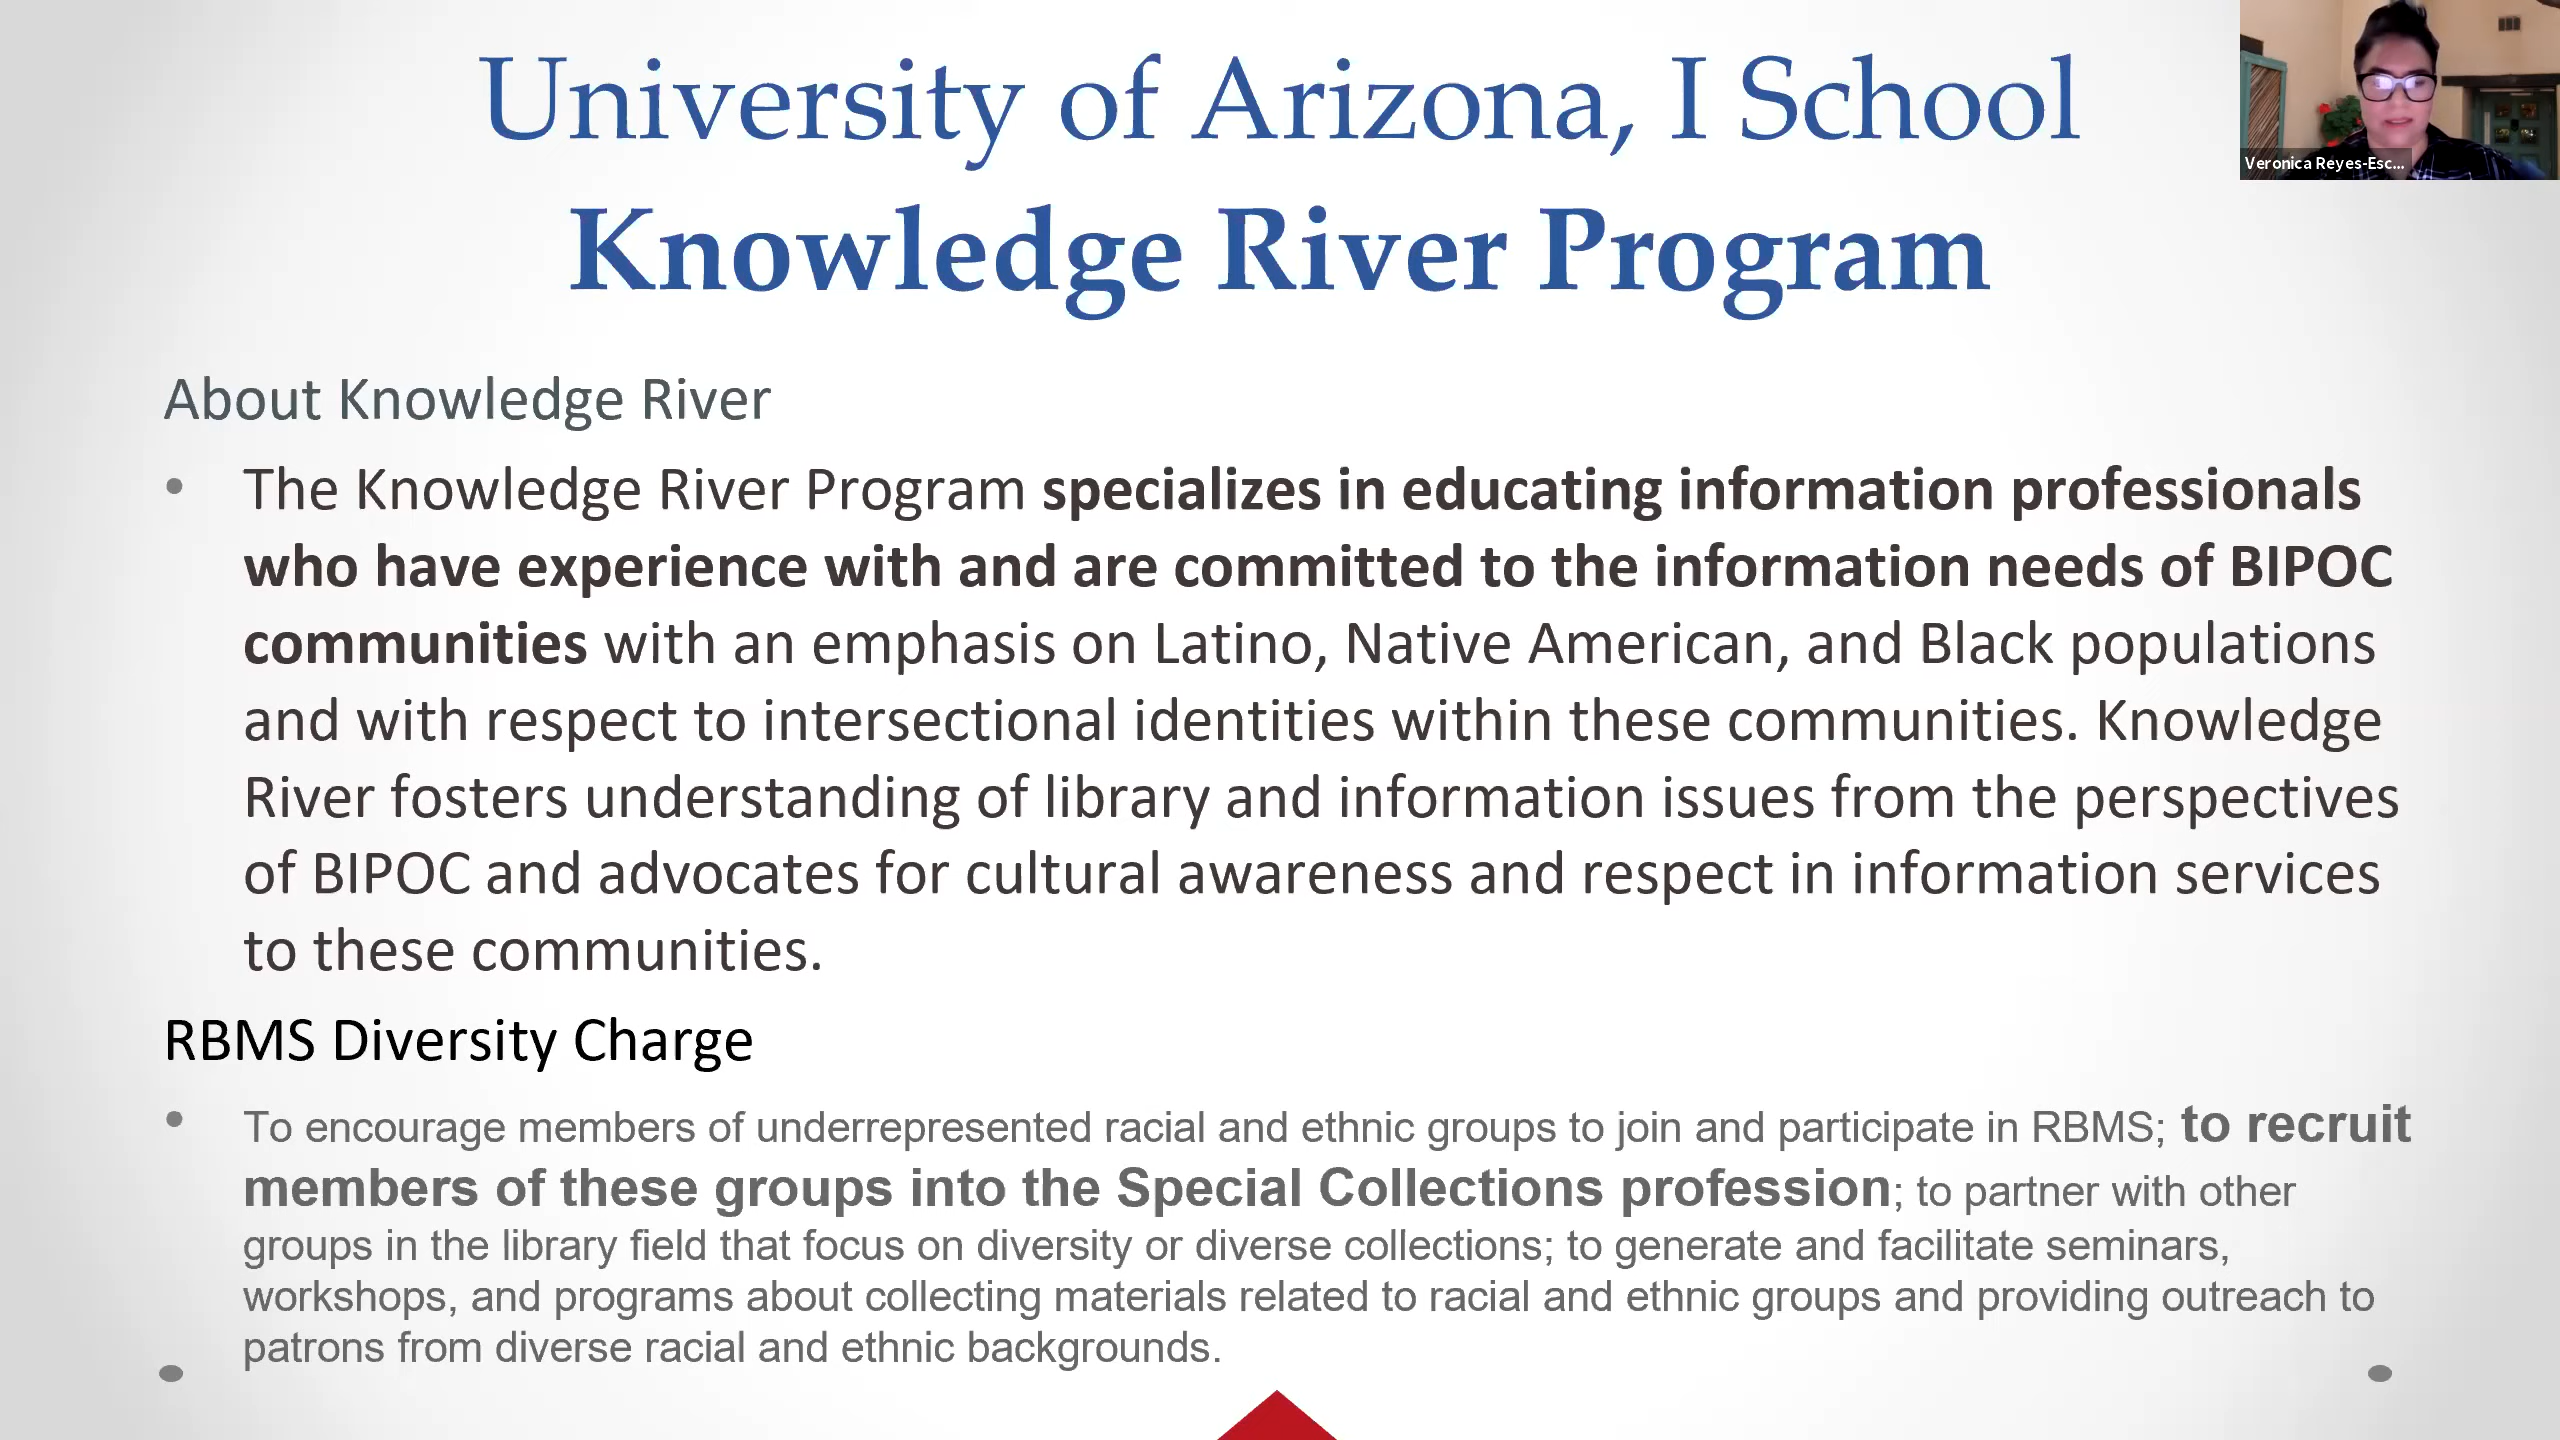 University of Arizona, I School
Knowledge River Program
Veronica Reyes-Esc...
About Knowledge River
• The Knowledge River Program specializes in educating information professionals
who have experience with and are committed to the information needs of BIPOC
communities with an emphasis on Latino, Native American, and Black populations
and with respect to intersectional identities within these communities. Knowledge
River fosters understanding of library and information issues from the perspectives
of BIPOC and advocates for cultural awareness and respect in information services
to these communities.
RBMS Diversity Charge
• To encourage members of underrepresented racial and ethnic groups to join and participate in RBMS; to recruit
members of these groups into the Special Collections profession; to partner with other
groups in the library field that focus on diversity or diverse collections; to generate and facilitate seminars,
workshops, and programs about collecting materials related to racial and ethnic groups and providing outreach to
patrons from diverse racial and ethnic backgrounds.